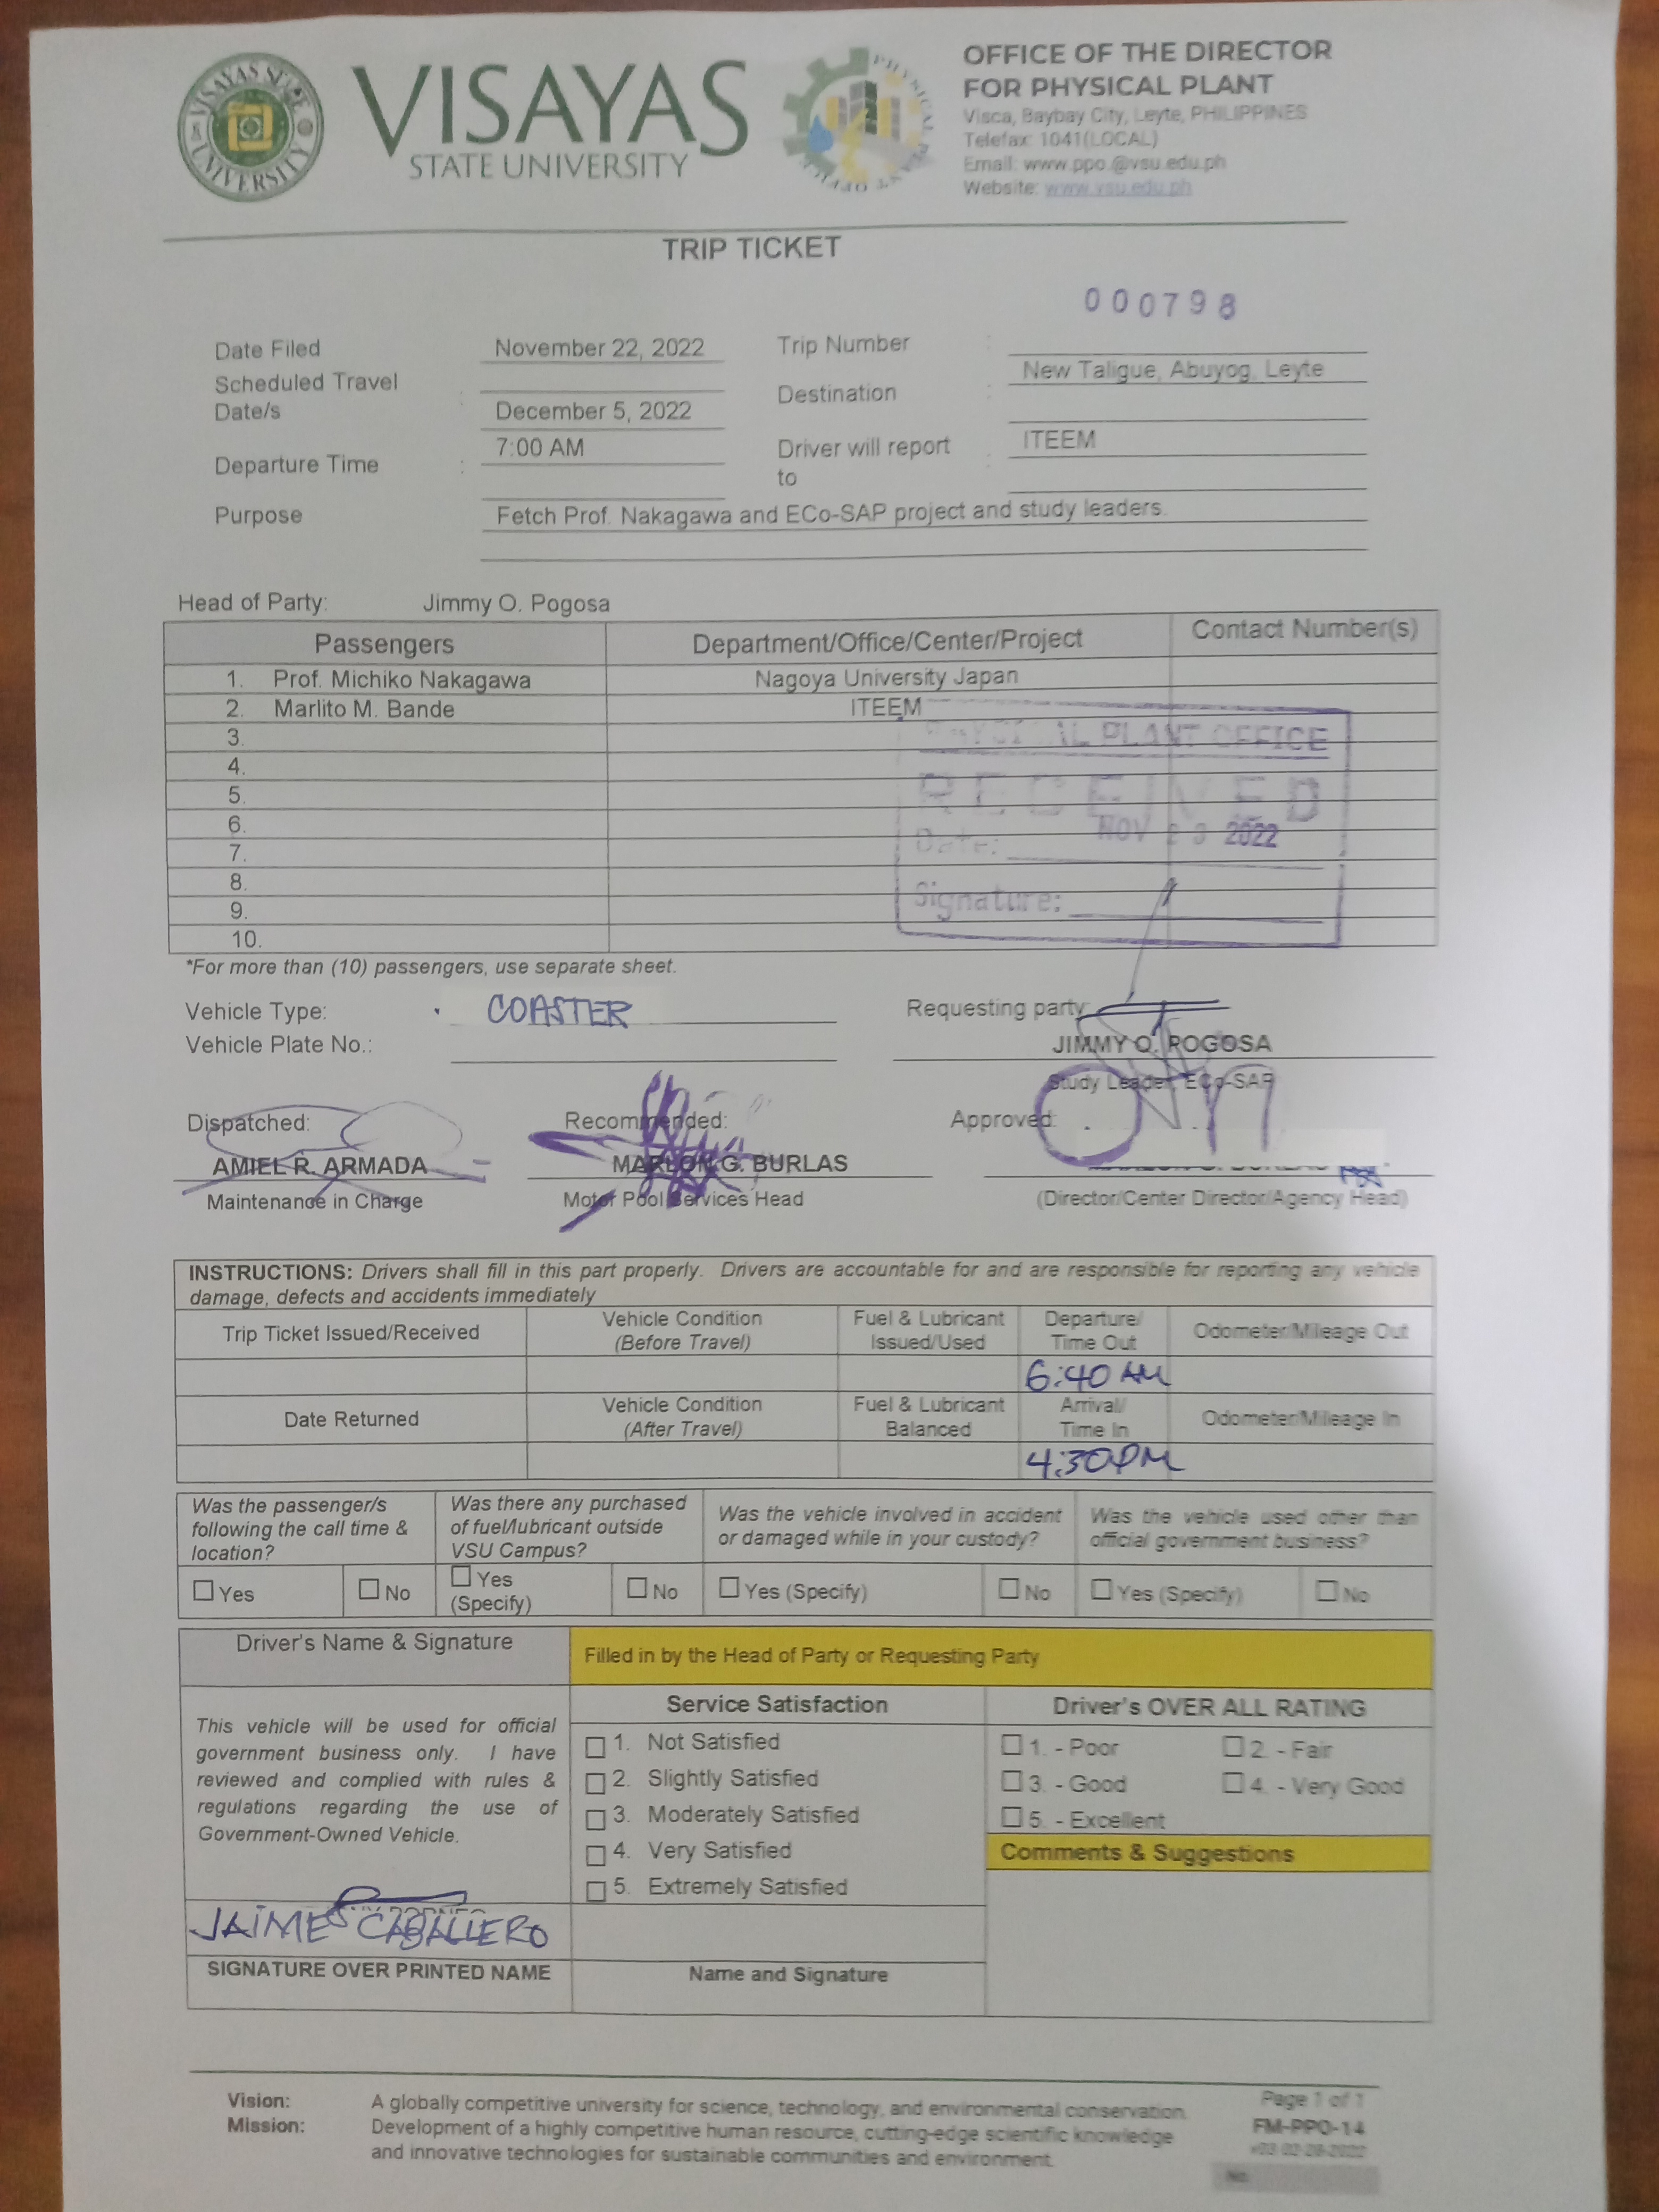 VISAYAS STATE UNIVERSITY
VISAYAS
STATE UNIVERSITY
OFFICE OF THE DIRECTOR
FOR PHYSICAL PLANT
Visca, Baybay City, Leyte, PHILIPPINES
Telefax: 1041(LOCAL)
Email: www.ppo.@vsu.edu.ph
Website: www.vsu.edu.ph
TRIP TICKET
000798
Date Filed November 22, 2022 Trip Number :
Scheduled Travel Date/s : December 5, 2022 Destination : New Taligue, Abuyog, Leyte
Departure Time : 7:00 AM Driver will report to : ITEEM
Purpose Fetch Prof. Nakagawa and ECo-SAP project and study leaders.
Head of Party: Jimmy O. Pogosa
Passengers Department/Office/Center/Project Contact Number(s)
1. Prof. Michiko Nakagawa Nagoya University Japan
2. Marlito M. Bande ITEEM
3.
4.
5.
6.
7.
8.
9.
10.
PLANT OFFICE
RECEIVED
Date: NOV 23 2022
Signature:
*For more than (10) passengers, use separate sheet.
Vehicle Type: COASTER Requesting party:
Vehicle Plate No.: JIMMY O. POGOSA
Study Leader, ECo-SAP
Dispatched: Recommended: Approved:
AMIEL R. ARMADA MARLON G. BURLAS
Maintenance in Charge Motor Pool Services Head (Director/Center Director/Agency Head)
INSTRUCTIONS: Drivers shall fill in this part properly. Drivers are accountable for and are responsible for reporting any vehicle
damage, defects and accidents immediately
Trip Ticket Issued/Received Vehicle Condition (Before Travel) Fuel & Lubricant Issued/Used Departure/ Time Out Odometer/Mileage Out
6:40 AM
Date Returned Vehicle Condition (After Travel) Fuel & Lubricant Balanced Arrival/ Time In Odometer/Mileage In
4:30PM
Was the passenger/s following the call time & location? Was there any purchased of fuel/lubricant outside VSU Campus? Was the vehicle involved in accident or damaged while in your custody? Was the vehicle used other than official government business?
Yes No Yes (Specify) No Yes (Specify) No Yes (Specify) No
Driver's Name & Signature Filled in by the Head of Party or Requesting Party
Service Satisfaction Driver's OVER ALL RATING
This vehicle will be used for official
government business only. I have
reviewed and complied with rules &
regulations regarding the use of
Government-Owned Vehicle.
1. Not Satisfied
2. Slightly Satisfied
3. Moderately Satisfied
4. Very Satisfied
5. Extremely Satisfied
1. - Poor 2. - Fair
3. - Good 4. - Very Good
5. - Excellent
Comments & Suggestions
JAIME CABALLERO
SIGNATURE OVER PRINTED NAME Name and Signature
Vision: A globally competitive university for science, technology, and environmental conservation.
Mission: Development of a highly competitive human resource, cutting-edge scientific knowledge
and innovative technologies for sustainable communities and environment.
Page 1 of 1
FM-PPO-14
v03 02-28-2022
No.